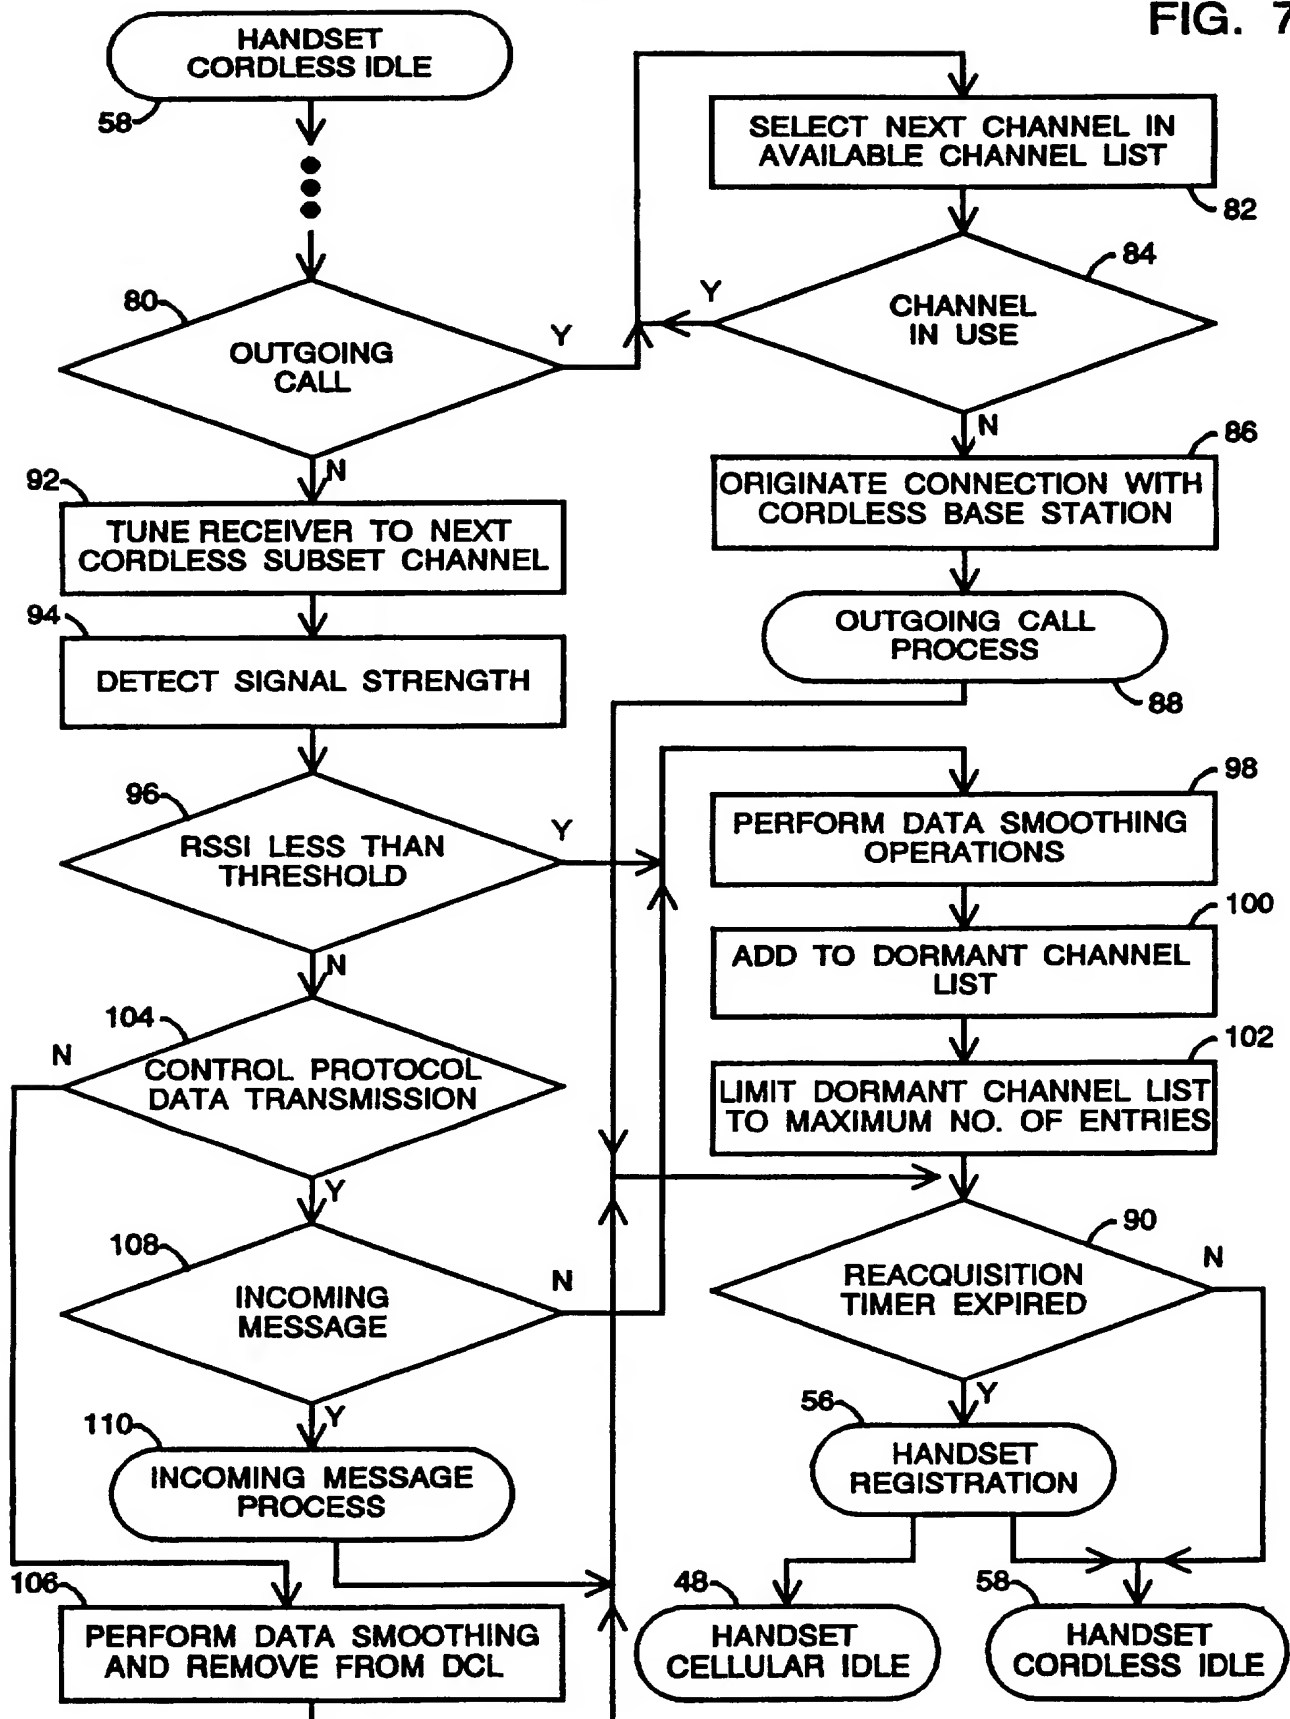 FIG. 7
HANDSET
CORDLESS IDLE
58
80
OUTGOING
CALL
Y
N
SELECT NEXT CHANNEL IN
AVAILABLE CHANNEL LIST
82
84
CHANNEL
IN USE
Y
N
86
ORIGINATE CONNECTION WITH
CORDLESS BASE STATION
OUTGOING CALL
PROCESS
88
92
TUNE RECEIVER TO NEXT
CORDLESS SUBSET CHANNEL
94
DETECT SIGNAL STRENGTH
96
RSSI LESS THAN
THRESHOLD
Y
N
98
PERFORM DATA SMOOTHING
OPERATIONS
100
ADD TO DORMANT CHANNEL
LIST
102
LIMIT DORMANT CHANNEL LIST
TO MAXIMUM NO. OF ENTRIES
104
N
CONTROL PROTOCOL
DATA TRANSMISSION
Y
108
INCOMING
MESSAGE
N
Y
110
INCOMING MESSAGE
PROCESS
106
PERFORM DATA SMOOTHING
AND REMOVE FROM DCL
90
REACQUISITION
TIMER EXPIRED
N
Y
56
HANDSET
REGISTRATION
48
HANDSET
CELLULAR IDLE
58
HANDSET
CORDLESS IDLE